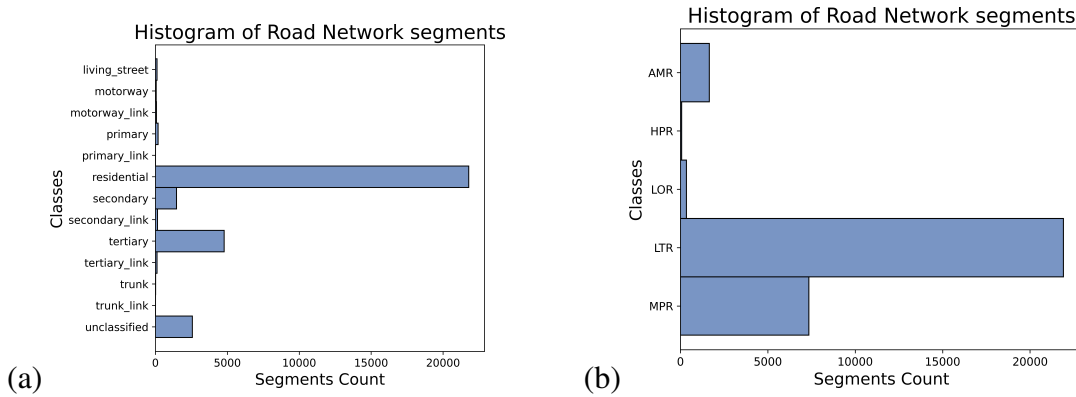 Histogram of Road Network segments
Classes
living_street
motorway
motorway_link
primary
primary_link
residential
secondary
secondary_link
tertiary
tertiary_link
trunk
trunk_link
unclassified
0 5000 10000 15000 20000
Segments Count
(a)
Histogram of Road Network segments
Classes
AMR
HPR
LOR
LTR
MPR
0 5000 10000 15000 20000
Segments Count
(b)